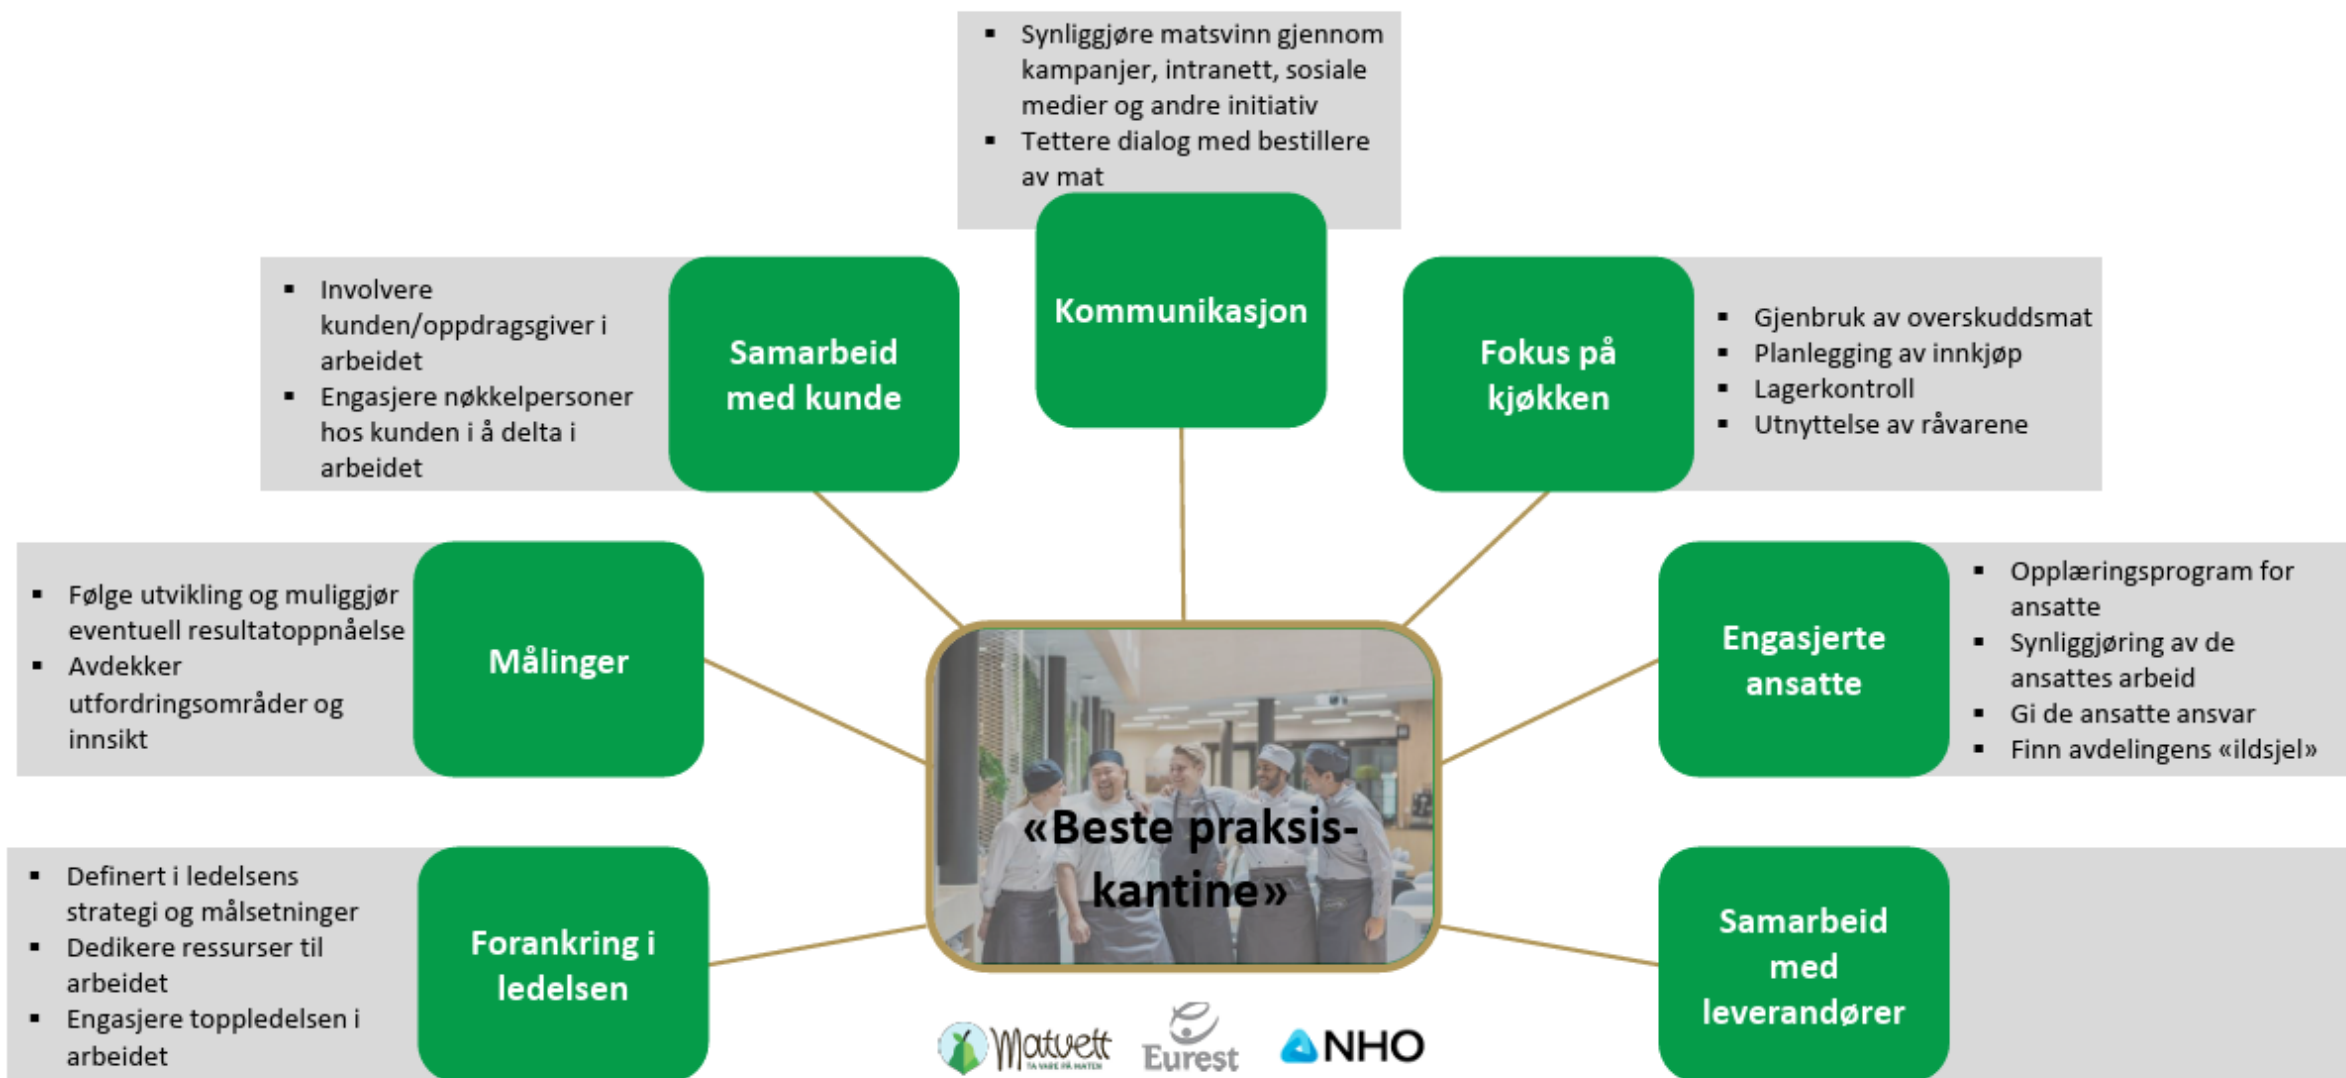 ▪ Synliggjøre matsvinn gjennom
kampanjer, intranett, sosiale
medier og andre initiativ
▪ Tettere dialog med bestillere
av mat
Kommunikasjon
▪ Involvere
kunden/oppdragsgiver i
arbeidet
▪ Engasjere nøkkelpersoner
hos kunden i å delta i
arbeidet
Samarbeid
med kunde
Fokus på
kjøkken
▪ Gjenbruk av overskuddsmat
▪ Planlegging av innkjøp
▪ Lagerkontroll
▪ Utnyttelse av råvarene
▪ Følge utvikling og muliggjør
eventuell resultatoppnåelse
▪ Avdekker
utfordringsområder og
innsikt
Målinger
Engasjerte
ansatte
▪ Opplæringsprogram for
ansatte
▪ Synliggjøring av de
ansattes arbeid
▪ Gi de ansatte ansvar
▪ Finn avdelingens «ildsjel»
▪ Definert i ledelsens
strategi og målsetninger
▪ Dedikere ressurser til
arbeidet
▪ Engasjere toppledelsen i
arbeidet
Forankring i
ledelsen
«Beste praksis-
kantine»
Samarbeid
med
leverandører
Matvett
TA VARE PÅ MATEN
Eurest
NHO